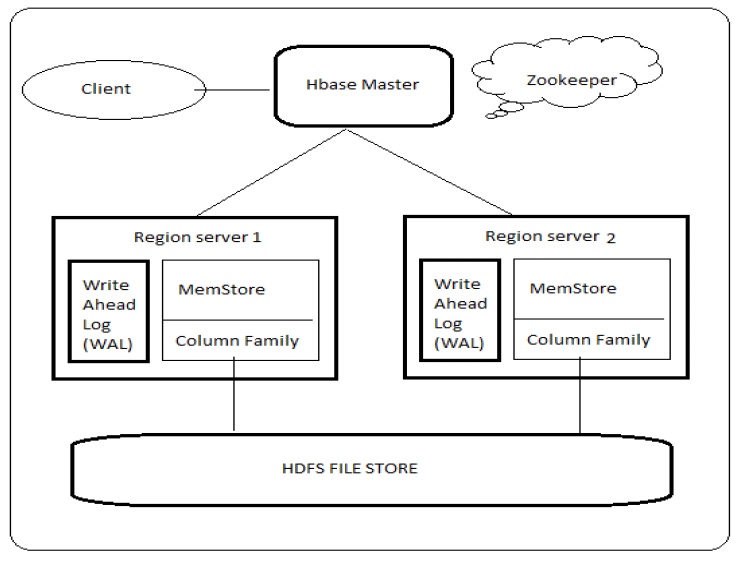 Client
Hbase Master
Zookeeper
Region server 1
Write
Ahead
Log
(WAL)
MemStore
Column Family
Region server 2
Write
Ahead
Log
(WAL)
MemStore
Column Family
HDFS FILE STORE